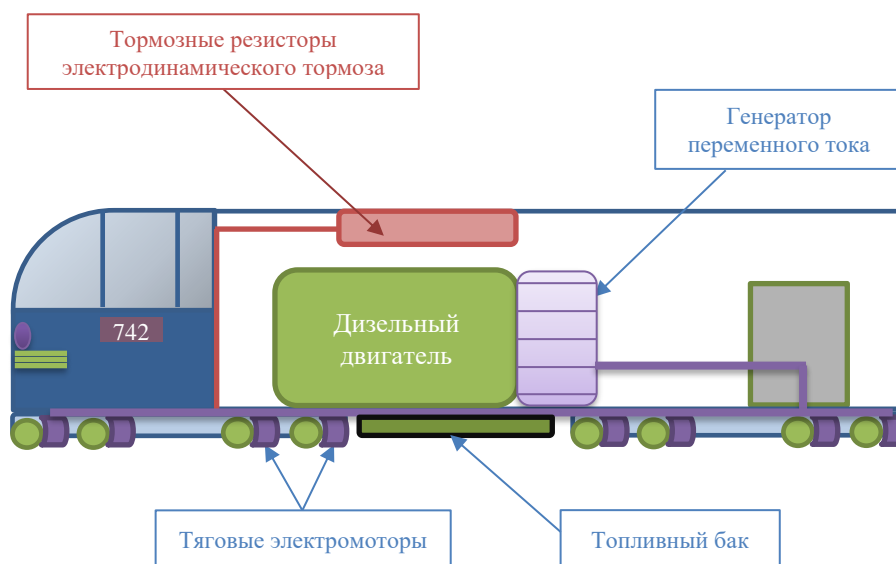 Тормозные резисторы
электродинамического тормоза
Генератор
переменного тока
742
Дизельный
двигатель
Тяговые электромоторы
Топливный бак